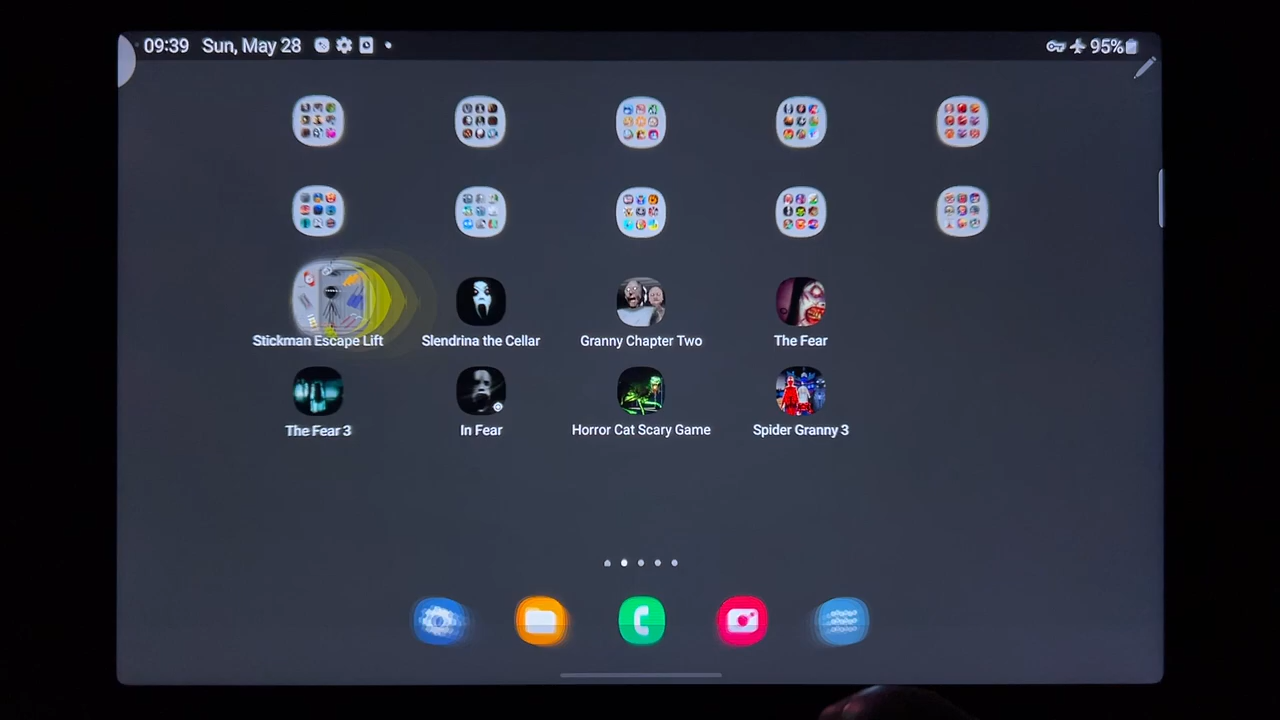 09:39 Sun, May 28 95%
Stickman Escape Lift Slendrina the Cellar Granny Chapter Two The Fear
The Fear 3 In Fear Horror Cat Scary Game Spider Granny 3